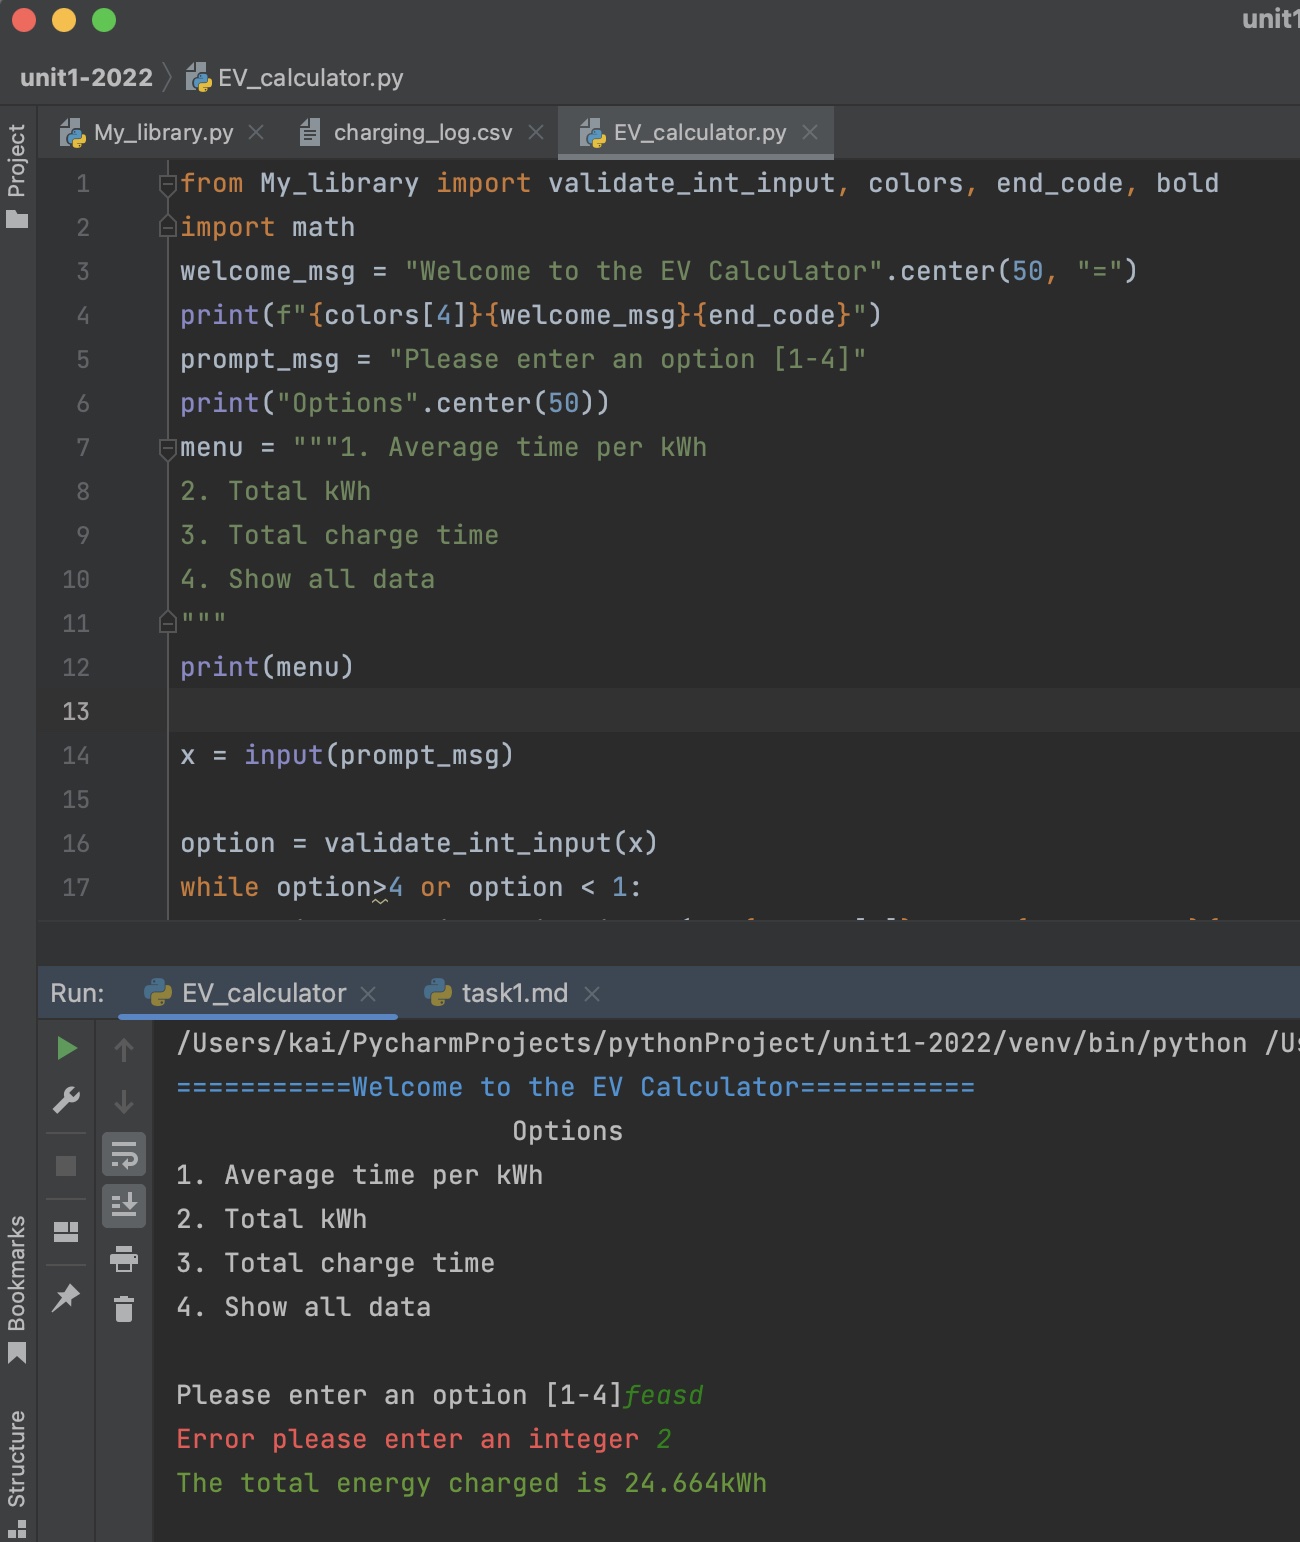 unit1
unit1-2022 EV_calculator.py
My_library.py charging_log.csv EV_calculator.py
Project
1 from My_library import validate_int_input, colors, end_code, bold
2 import math
3 welcome_msg = "Welcome to the EV Calculator".center(50, "=")
4 print(f"{colors[4]}{welcome_msg}{end_code}")
5 prompt_msg = "Please enter an option [1-4]"
6 print("Options".center(50))
7 menu = """1. Average time per kWh
8 2. Total kWh
9 3. Total charge time
10 4. Show all data
11 """
12 print(menu)
13
14 x = input(prompt_msg)
15
16 option = validate_int_input(x)
17 while option>4 or option < 1:
Run: EV_calculator task1.md
/Users/kai/PycharmProjects/pythonProject/unit1-2022/venv/bin/python /Us
===========Welcome to the EV Calculator===========
Options
1. Average time per kWh
2. Total kWh
3. Total charge time
4. Show all data
Please enter an option [1-4]feasd
Error please enter an integer 2
The total energy charged is 24.664kWh
Bookmarks
Structure